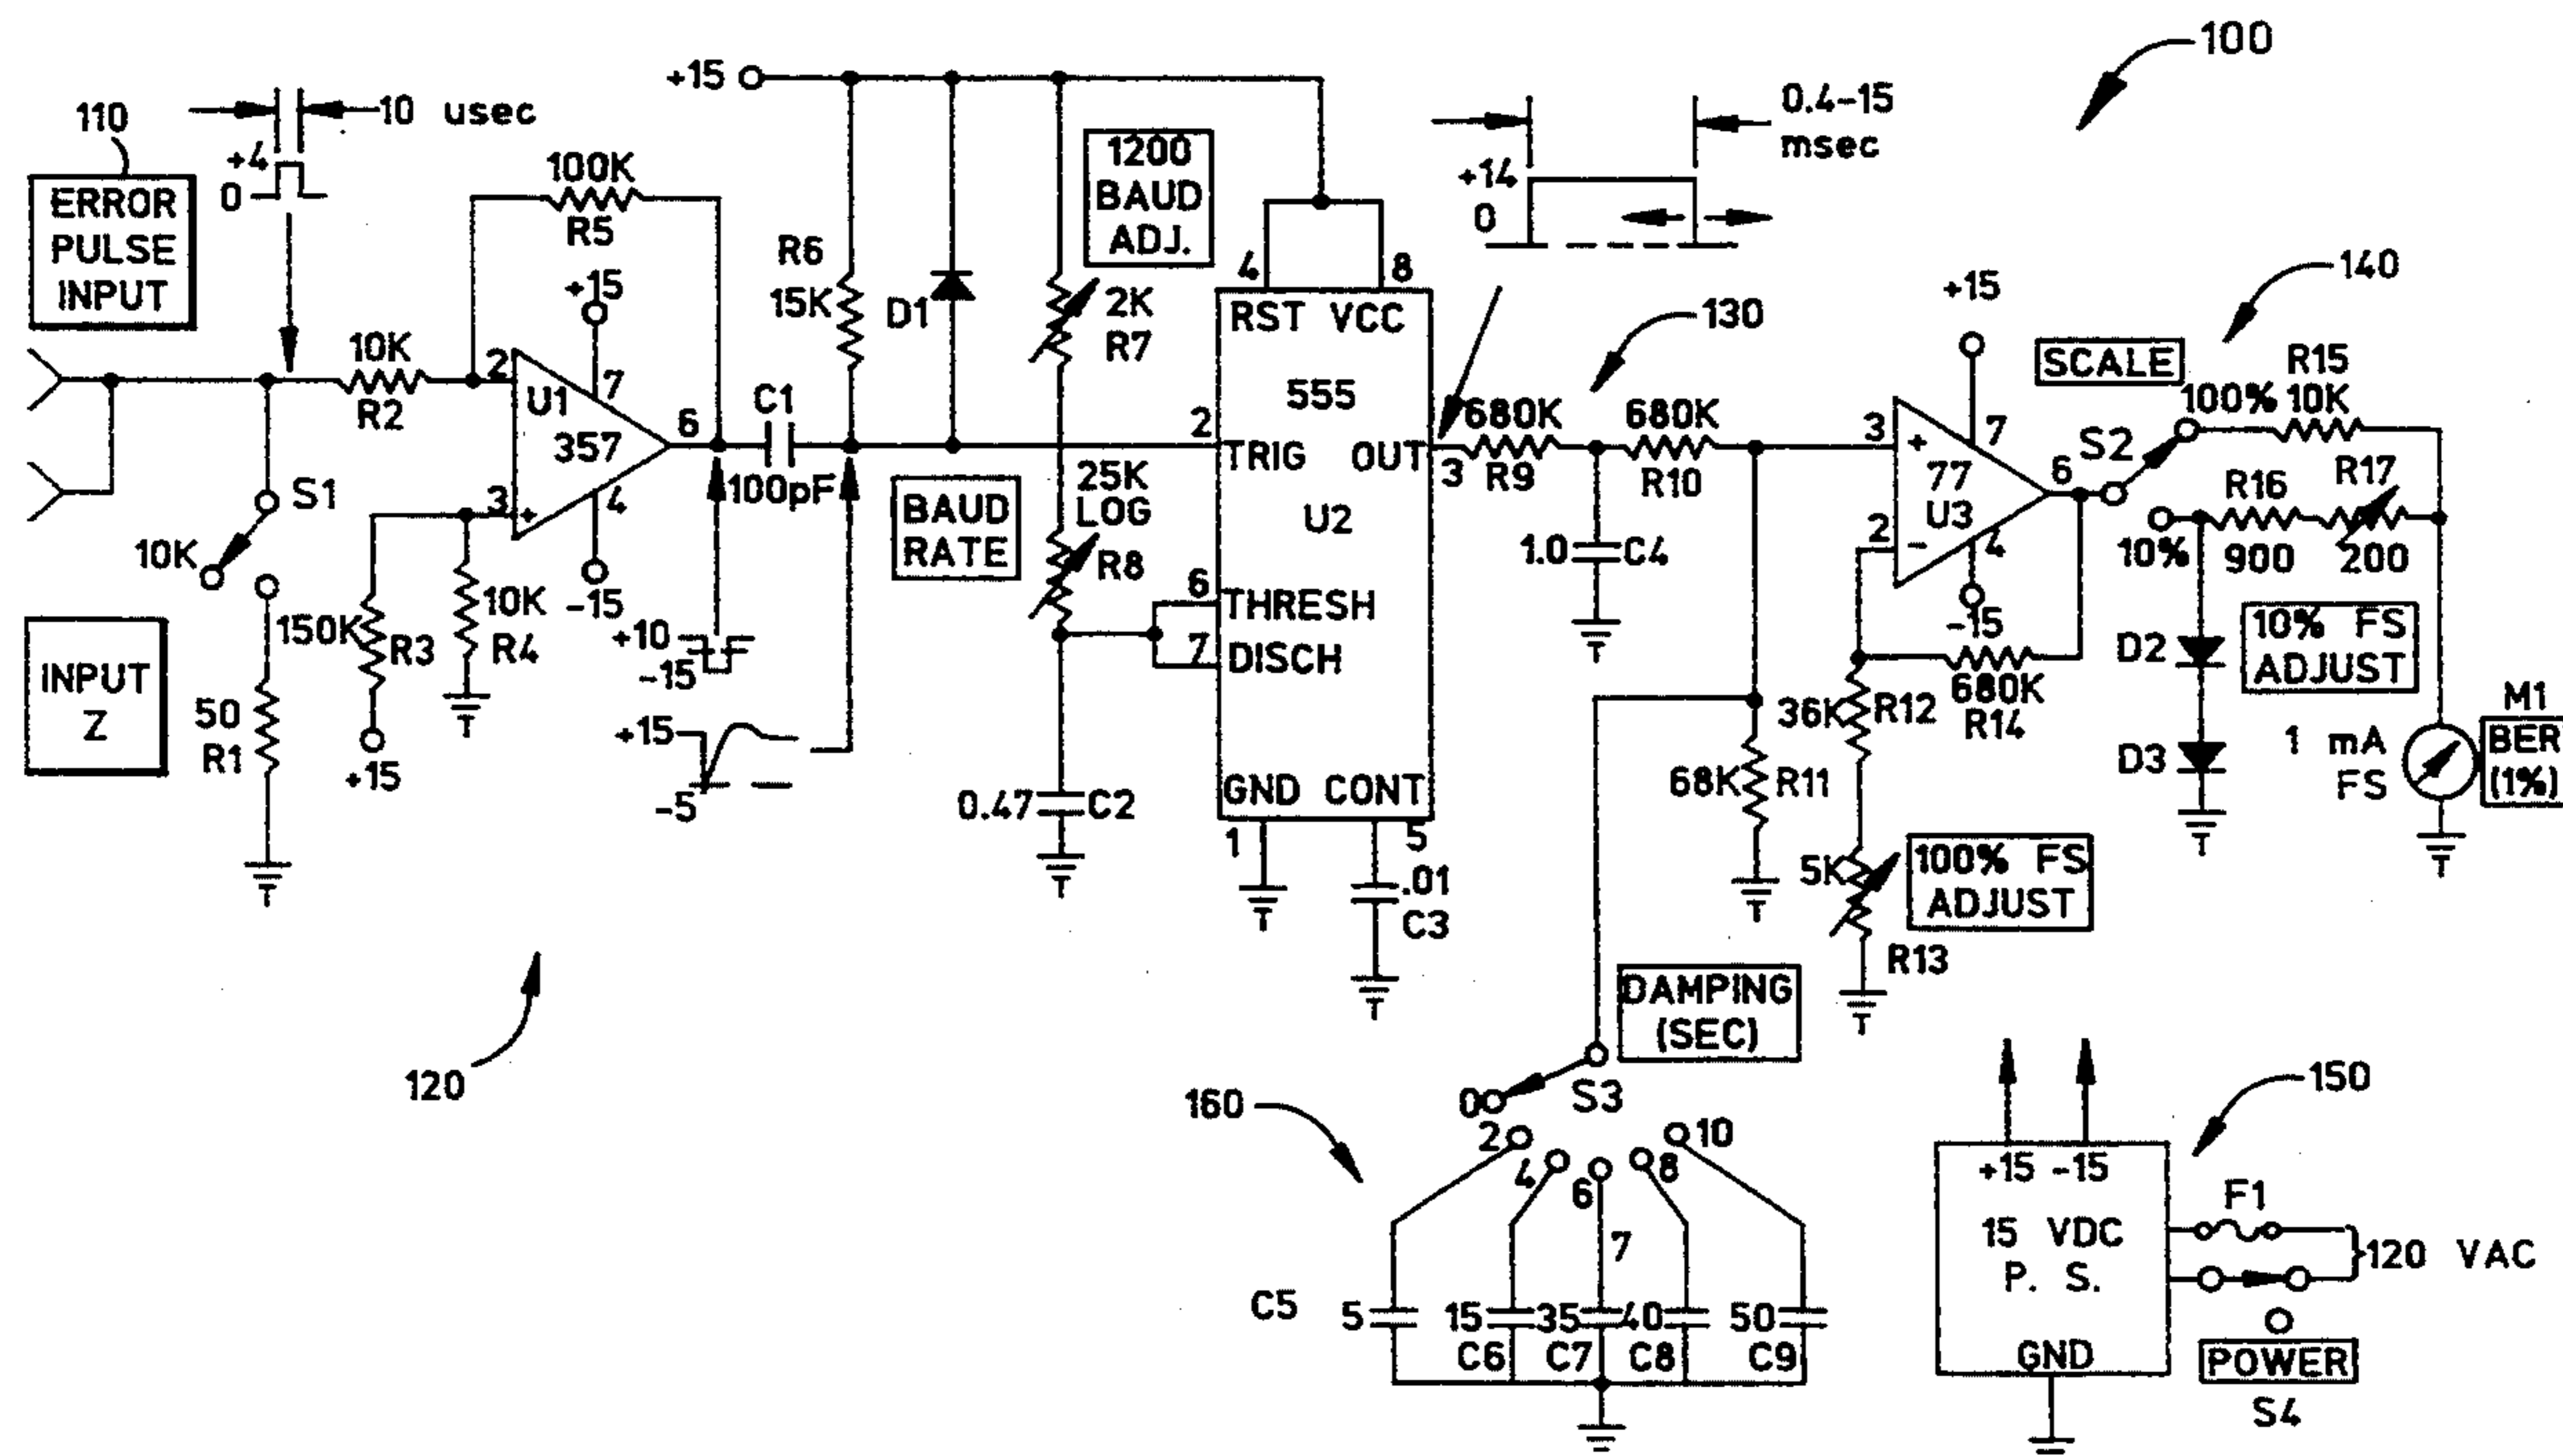 100
+15
10 usec
110
+4
0
ERROR
PULSE
INPUT
100K
R5
+15
10K
R2
2
7
U1
357
6
3
+
4
-15
S1
10K
INPUT
Z
50
R1
150K
R3
+15
10K
R4
C1
100pF
+10
-15
+15
-5
R6
15K
D1
1200
BAUD
ADJ.
2K
R7
BAUD
RATE
25K
LOG
R8
0.47
C2
4
8
RST VCC
555
2
TRIG OUT
3
U2
6
THRESH
7
DISCH
GND CONT
1
5
.01
C3
0.4-15
msec
+14
0
130
680K
R9
680K
R10
1.0
C4
68K
R11
+15
3
+
7
77
U3
6
2
-
4
-15
36K
R12
680K
R14
5K
R13
100% FS
ADJUST
140
SCALE
S2
100%
R15
10K
10%
R16
900
R17
200
D2
D3
10% FS
ADJUST
1 mA
FS
M1
BER
(1%)
120
DAMPING
(SEC)
S3
160
0
2
4
6
8
10
7
C5
5
15
C6
35
C7
40
C8
50
C9
150
+15 -15
15 VDC
P. S.
GND
F1
120 VAC
POWER
S4
T
T
T
T
T
T
T
T
T
T